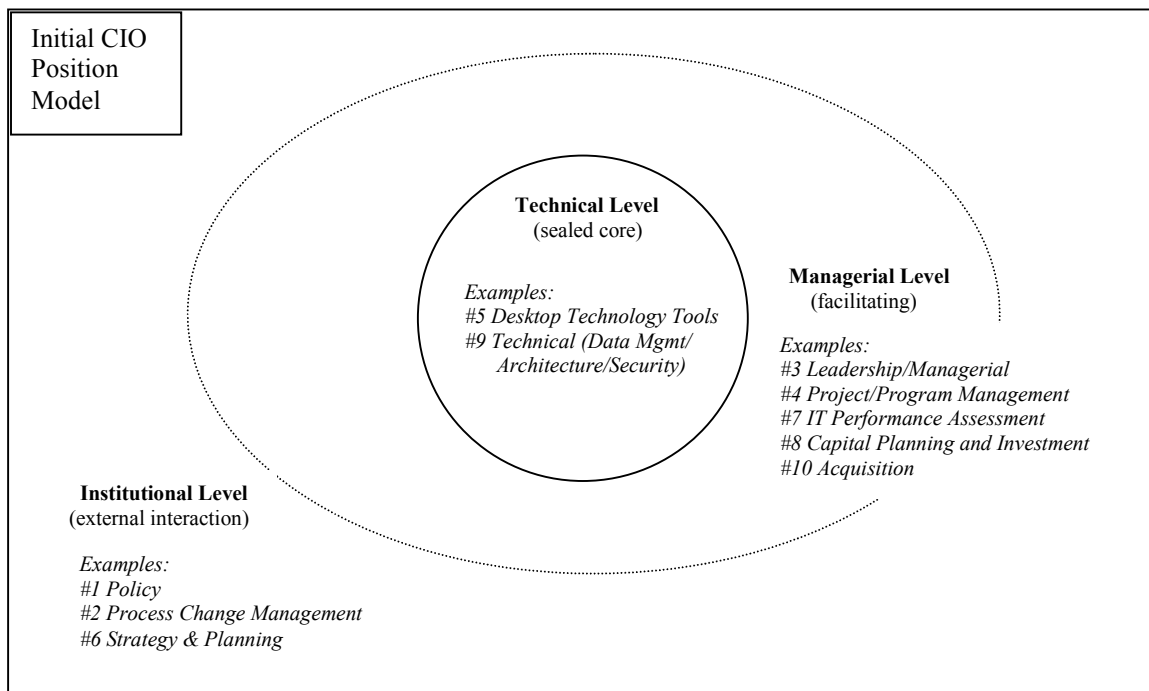 Initial CIO
Position
Model
Technical Level
(sealed core)
Examples:
#5 Desktop Technology Tools
#9 Technical (Data Mgmt/
Architecture/Security)
Managerial Level
(facilitating)
Examples:
#3 Leadership/Managerial
#4 Project/Program Management
#7 IT Performance Assessment
#8 Capital Planning and Investment
#10 Acquisition
Institutional Level
(external interaction)
Examples:
#1 Policy
#2 Process Change Management
#6 Strategy & Planning